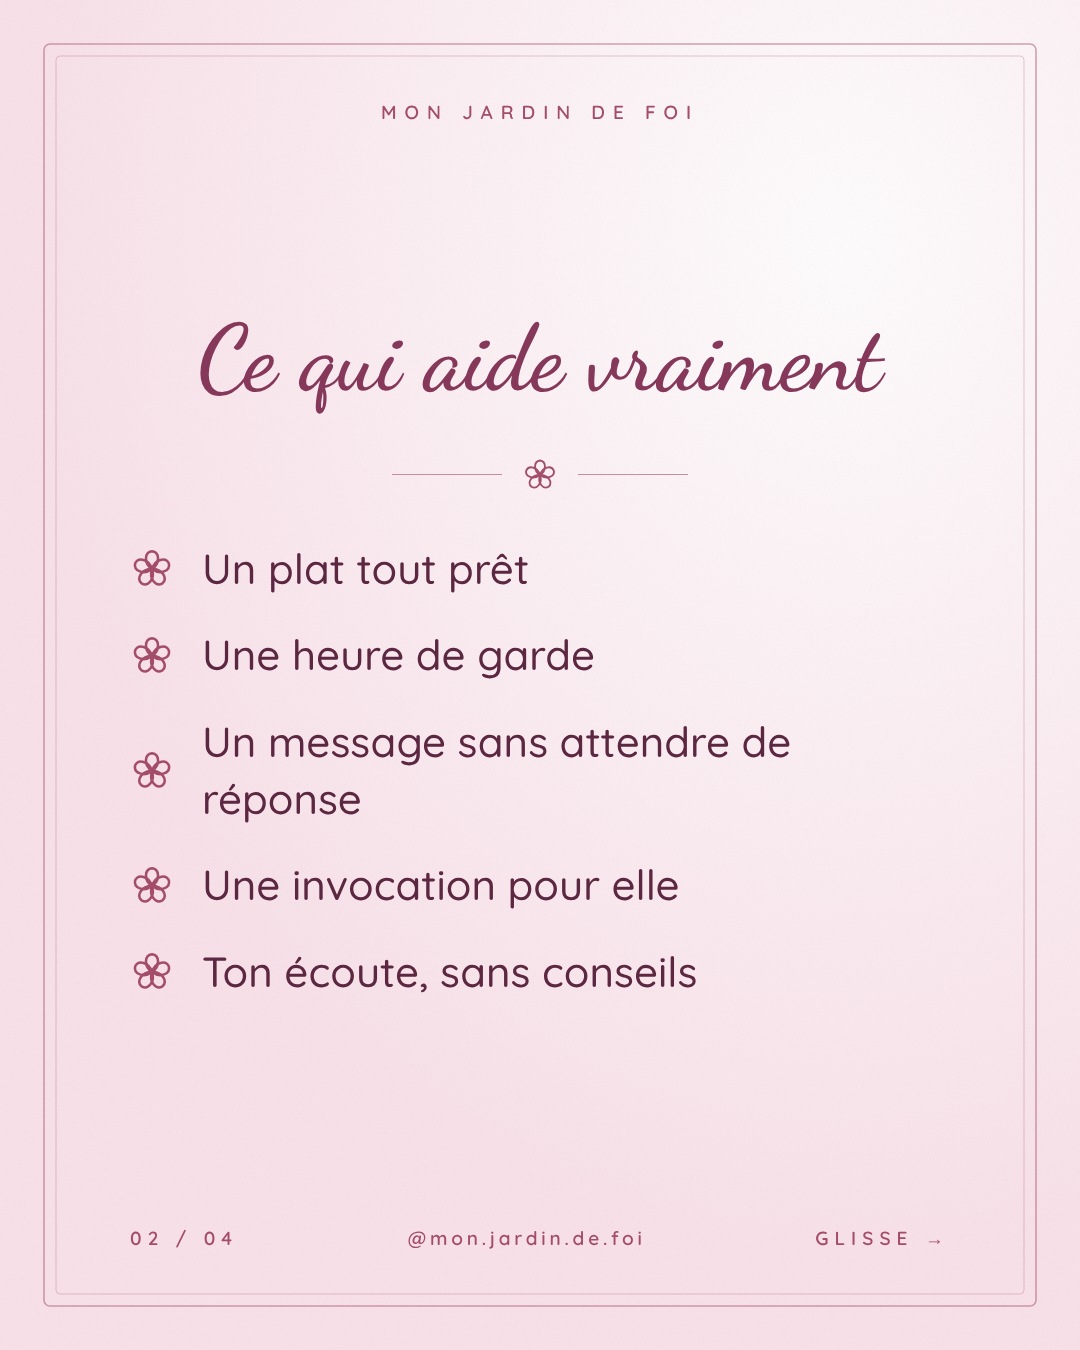 MON JARDIN DE FOI
Ce qui aide vraiment
Un plat tout prêt
Une heure de garde
Un message sans attendre de
réponse
Une invocation pour elle
Ton écoute, sans conseils
02 / 04
@mon.jardin.de.foi
GLISSE →